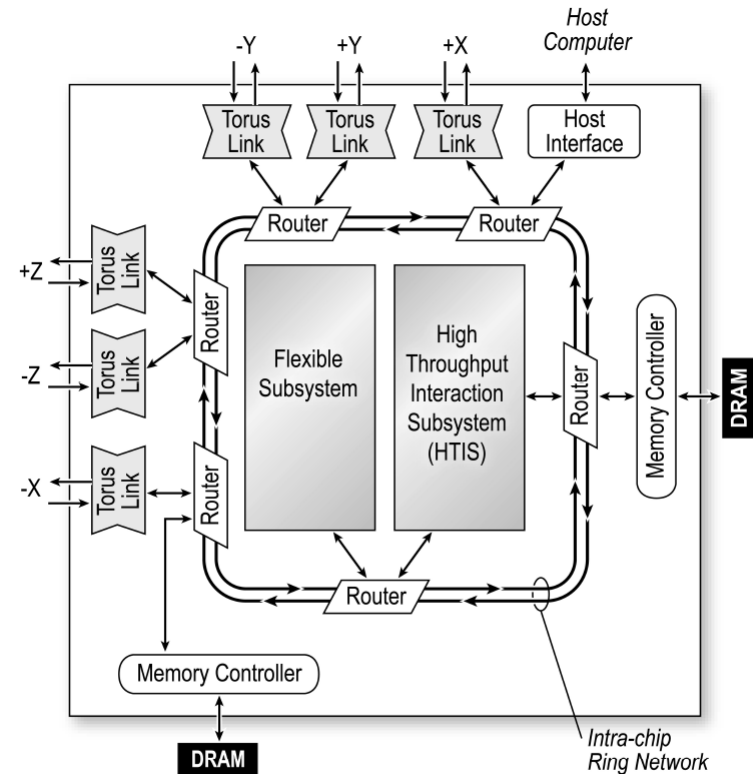 -Y
+Y
+X
Host
Computer
Torus
Link
Torus
Link
Torus
Link
Host
Interface
Router
Router
+Z
Torus
Link
Router
-Z
Torus
Link
Flexible
Subsystem
High
Throughput
Interaction
Subsystem
(HTIS)
Router
Memory Controller
DRAM
-X
Torus
Link
Router
Router
Memory Controller
DRAM
Intra-chip
Ring Network